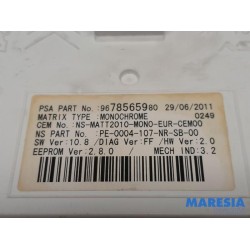 PSA PART No.:9678565980 29/06/2011
MATRIX TYPE :MONOCHROME 0249
CEM No.:NS-MATT2010-MONO-EUR-CEM00
NS PART No.:PE-0004-107-NR-SB-00
SW Ver:10.8 /DIAG Ver:FF /HW Ver:2.0
EEPROM Ver:2.8.0 / MECH IND:3.2
MARESIA